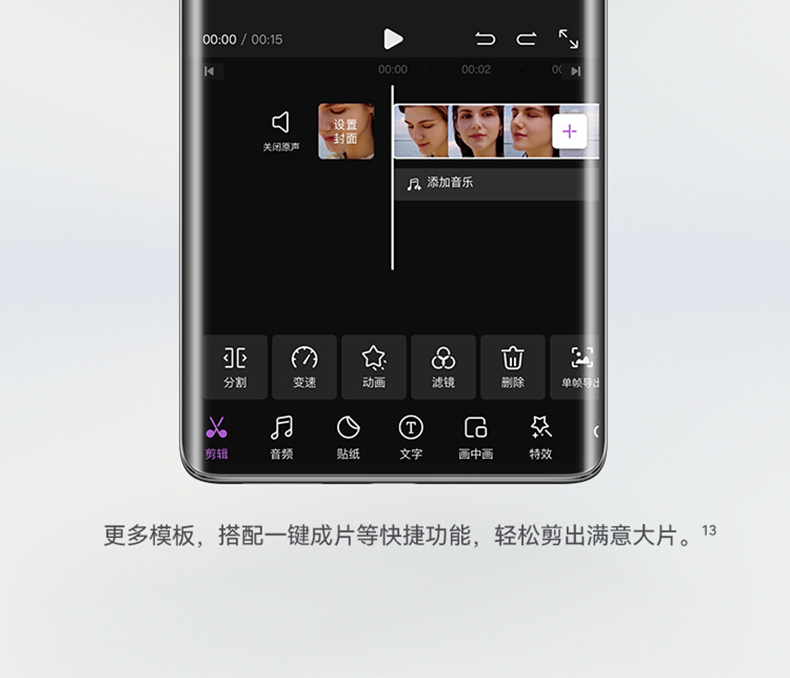 00:00 / 00:15
00:00 00:02
设置
封面
关闭原声
添加音乐
分割 变速 动画 滤镜 删除 单帧导出
剪辑 音频 贴纸 文字 画中画 特效
更多模板，搭配一键成片等快捷功能，轻松剪出满意大片。13